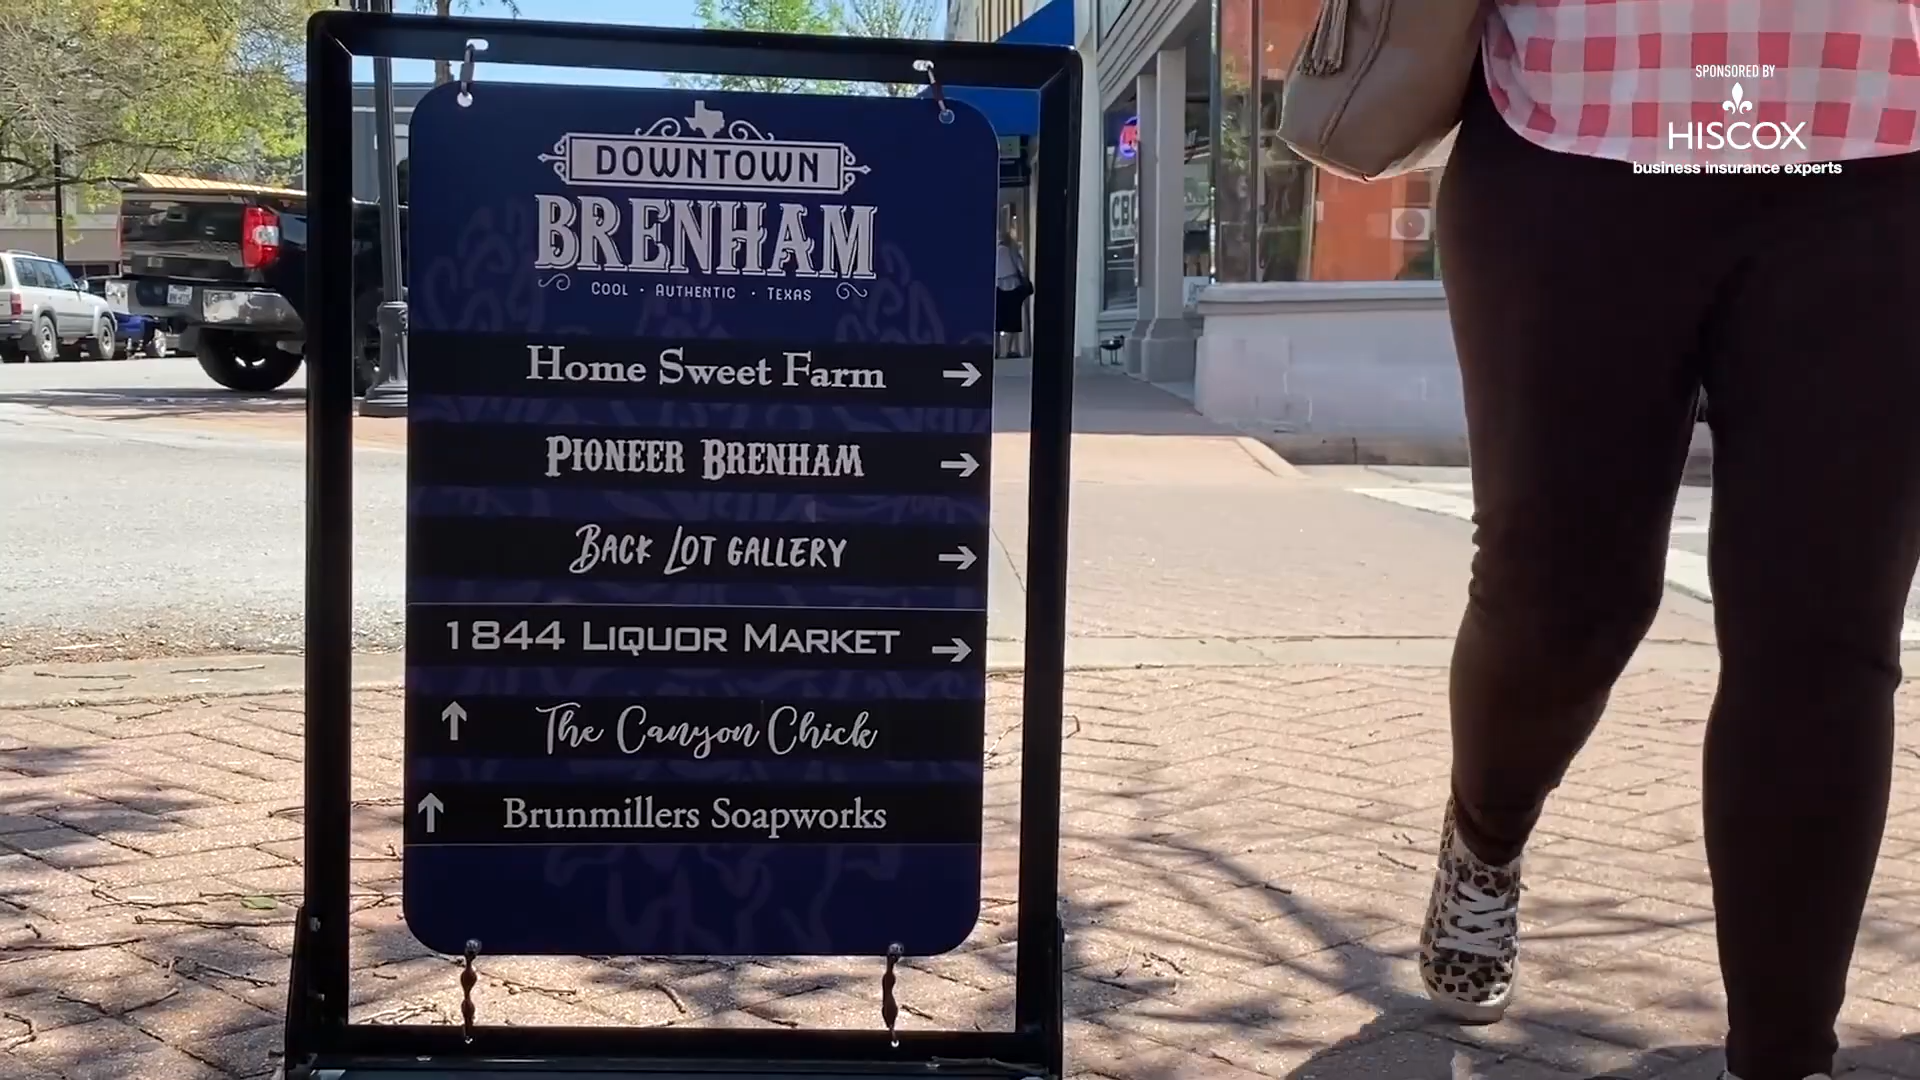 SPONSORED BY
HISCOX
business insurance experts
DOWNTOWN
BRENHAM
COOL · AUTHENTIC · TEXAS
Home Sweet Farm →
PIONEER BRENHAM →
BACK LOT GALLERY →
1844 LIQUOR MARKET →
↑ The Canyon Chick
↑ Brunmillers Soapworks